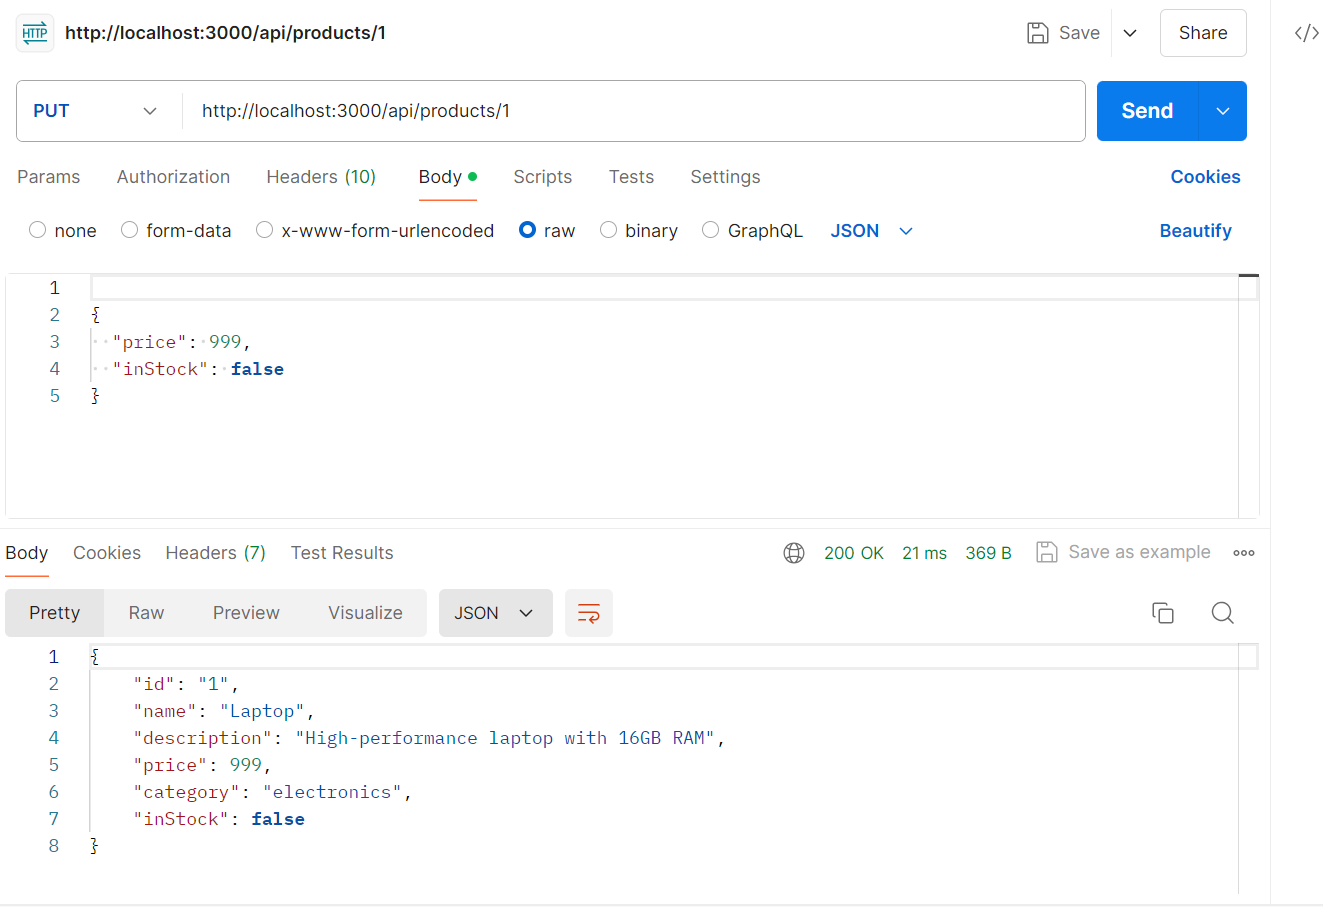 HTTP http://localhost:3000/api/products/1 Save Share </>
PUT http://localhost:3000/api/products/1 Send
Params Authorization Headers (10) Body Scripts Tests Settings Cookies
none form-data x-www-form-urlencoded raw binary GraphQL JSON Beautify
1
2 {
3 "price": 999,
4 "inStock": false
5 }
Body Cookies Headers (7) Test Results 200 OK 21 ms 369 B Save as example
Pretty Raw Preview Visualize JSON
1 {
2 "id": "1",
3 "name": "Laptop",
4 "description": "High-performance laptop with 16GB RAM",
5 "price": 999,
6 "category": "electronics",
7 "inStock": false
8 }